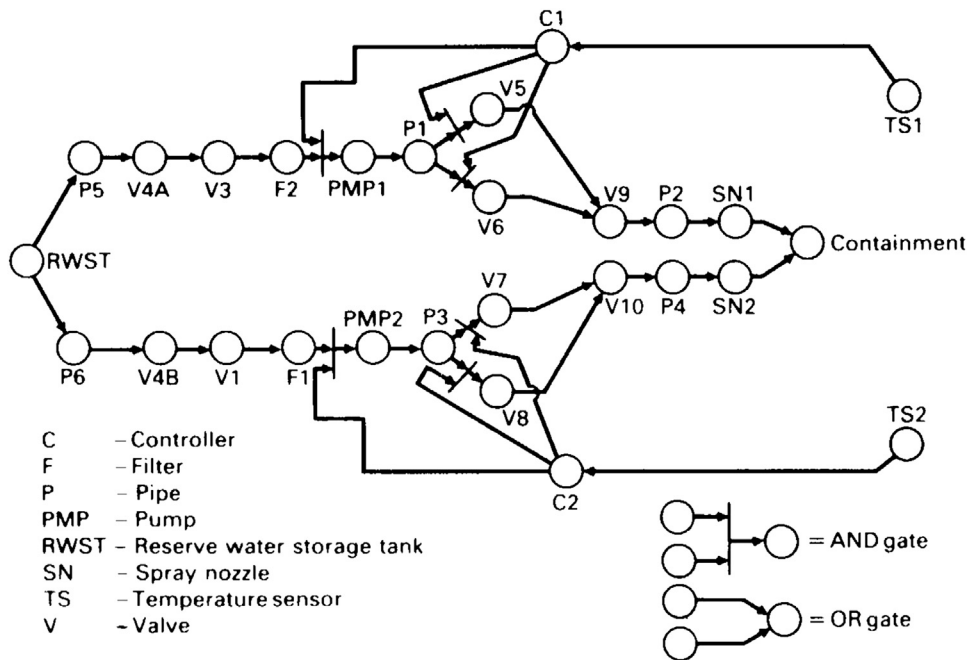 C1
V5
TS1
P1
P5
V4A
V3
F2
PMP1
V6
V9
P2
SN1
RWST
Containment
V7
V10
P4
SN2
PMP2
P3
P6
V4B
V1
F1
V8
TS2
C2
C – Controller
F – Filter
P – Pipe
PMP – Pump
RWST – Reserve water storage tank
SN – Spray nozzle
TS – Temperature sensor
V – Valve
= AND gate
= OR gate